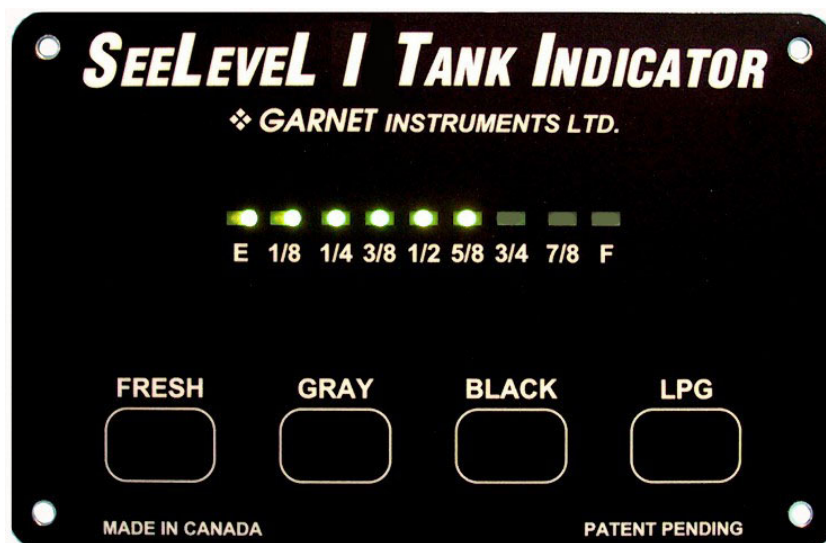 SEELEVEL I TANK INDICATOR
❖ GARNET INSTRUMENTS LTD.
E 1/8 1/4 3/8 1/2 5/8 3/4 7/8 F
FRESH GRAY BLACK LPG
MADE IN CANADA PATENT PENDING